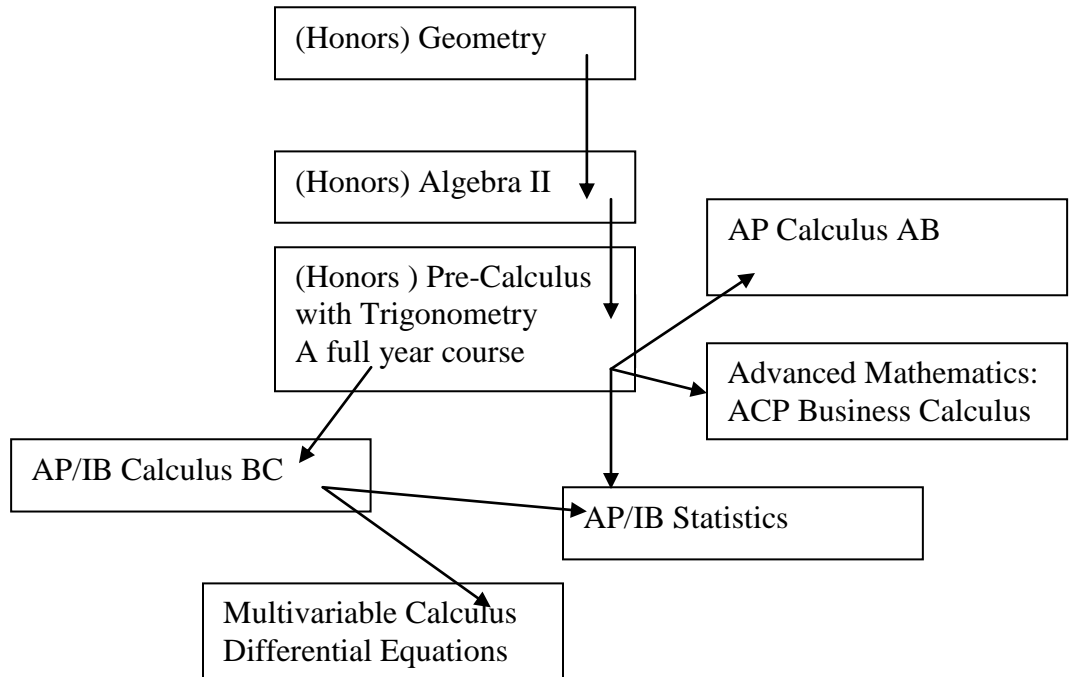 (Honors) Geometry
(Honors) Algebra II
AP Calculus AB
(Honors ) Pre-Calculus
with Trigonometry
A full year course
Advanced Mathematics:
ACP Business Calculus
AP/IB Calculus BC
AP/IB Statistics
Multivariable Calculus
Differential Equations